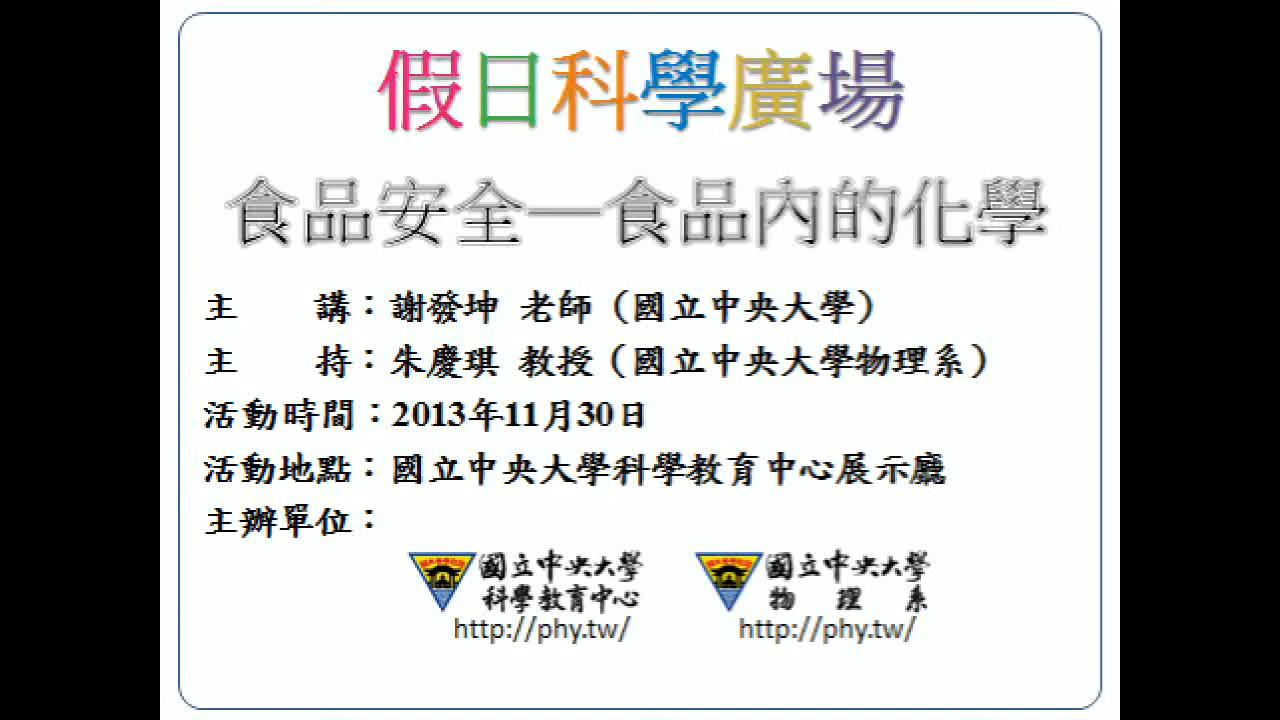 假日科學廣場
食品安全—食品內的化學
主 講：謝發坤 老師（國立中央大學）
主 持：朱慶琪 教授（國立中央大學物理系）
活動時間：2013年11月30日
活動地點：國立中央大學科學教育中心展示廳
主辦單位：
國立中央大學
科學教育中心
http://phy.tw/
國立中央大學
物理系
http://phy.tw/